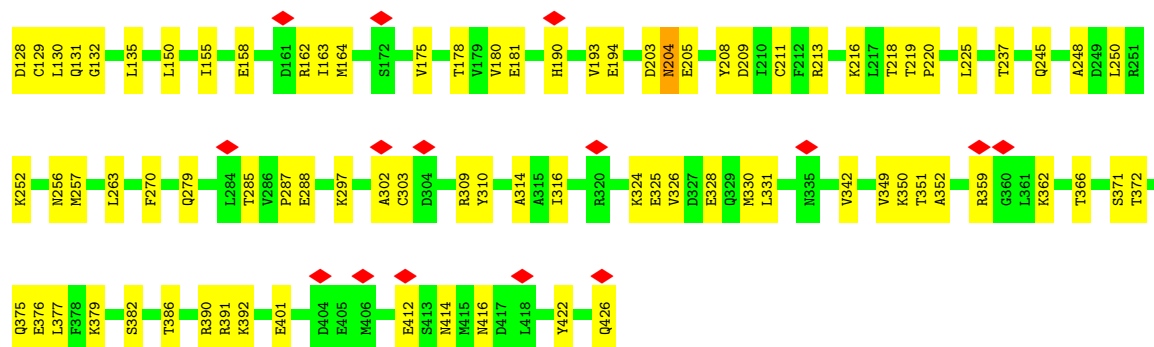 D128 C129 L130 Q131 G132 L135 L150 I155 E158 D161 R162 I163 M164 S172 V175 T178 V179 V180 E181 H190 V193 E194 D203 N204 E205 Y208 D209 I210 C211 F212 R213 K216 L217 T218 T219 P220 L225 T237 Q245 A248 D249 L250 R251
K252 N256 M257 L263 F270 Q279 L284 T285 V286 P287 E288 K297 A302 C303 D304 R309 Y310 A314 A315 I316 R320 K324 E325 V326 D327 E328 Q329 M330 L331 N335 V342 V349 K350 T351 A352 R359 G360 L361 K362 T366 S371 T372
Q375 E376 L377 F378 K379 S382 T386 R390 R391 K392 E401 D404 E405 M406 E412 S413 N414 M415 N416 D417 L418 Y422 Q426